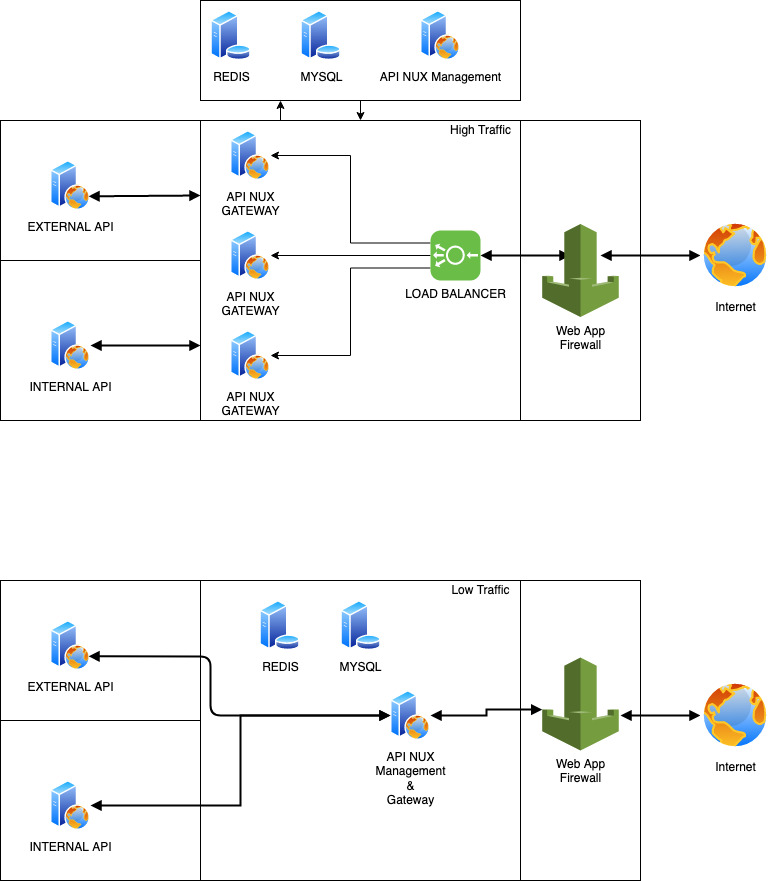 REDIS
MYSQL
API NUX Management
High Traffic
EXTERNAL API
API NUX
GATEWAY
API NUX
GATEWAY
LOAD BALANCER
Internet
Web App
Firewall
INTERNAL API
API NUX
GATEWAY
Low Traffic
REDIS
MYSQL
EXTERNAL API
API NUX
Management
&
Gateway
Web App
Firewall
Internet
INTERNAL API